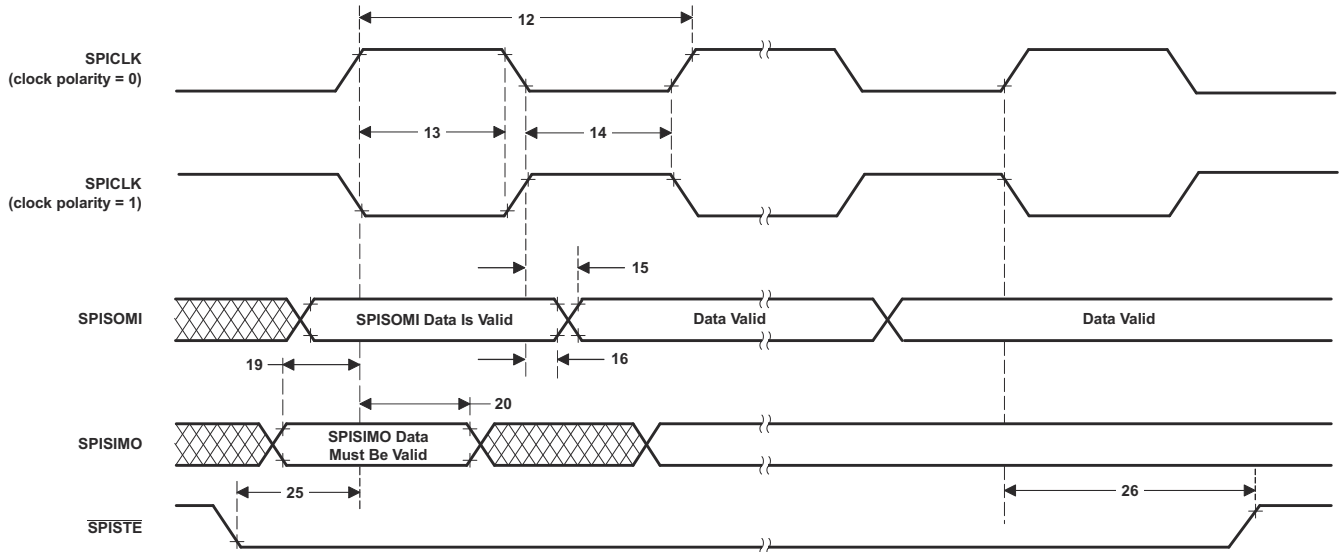 12
SPICLK
(clock polarity = 0)
13
14
SPICLK
(clock polarity = 1)
15
SPISOMI
SPISOMI Data Is Valid
Data Valid
Data Valid
19
16
20
SPISIMO
SPISIMO Data
Must Be Valid
25
26
SPISTE